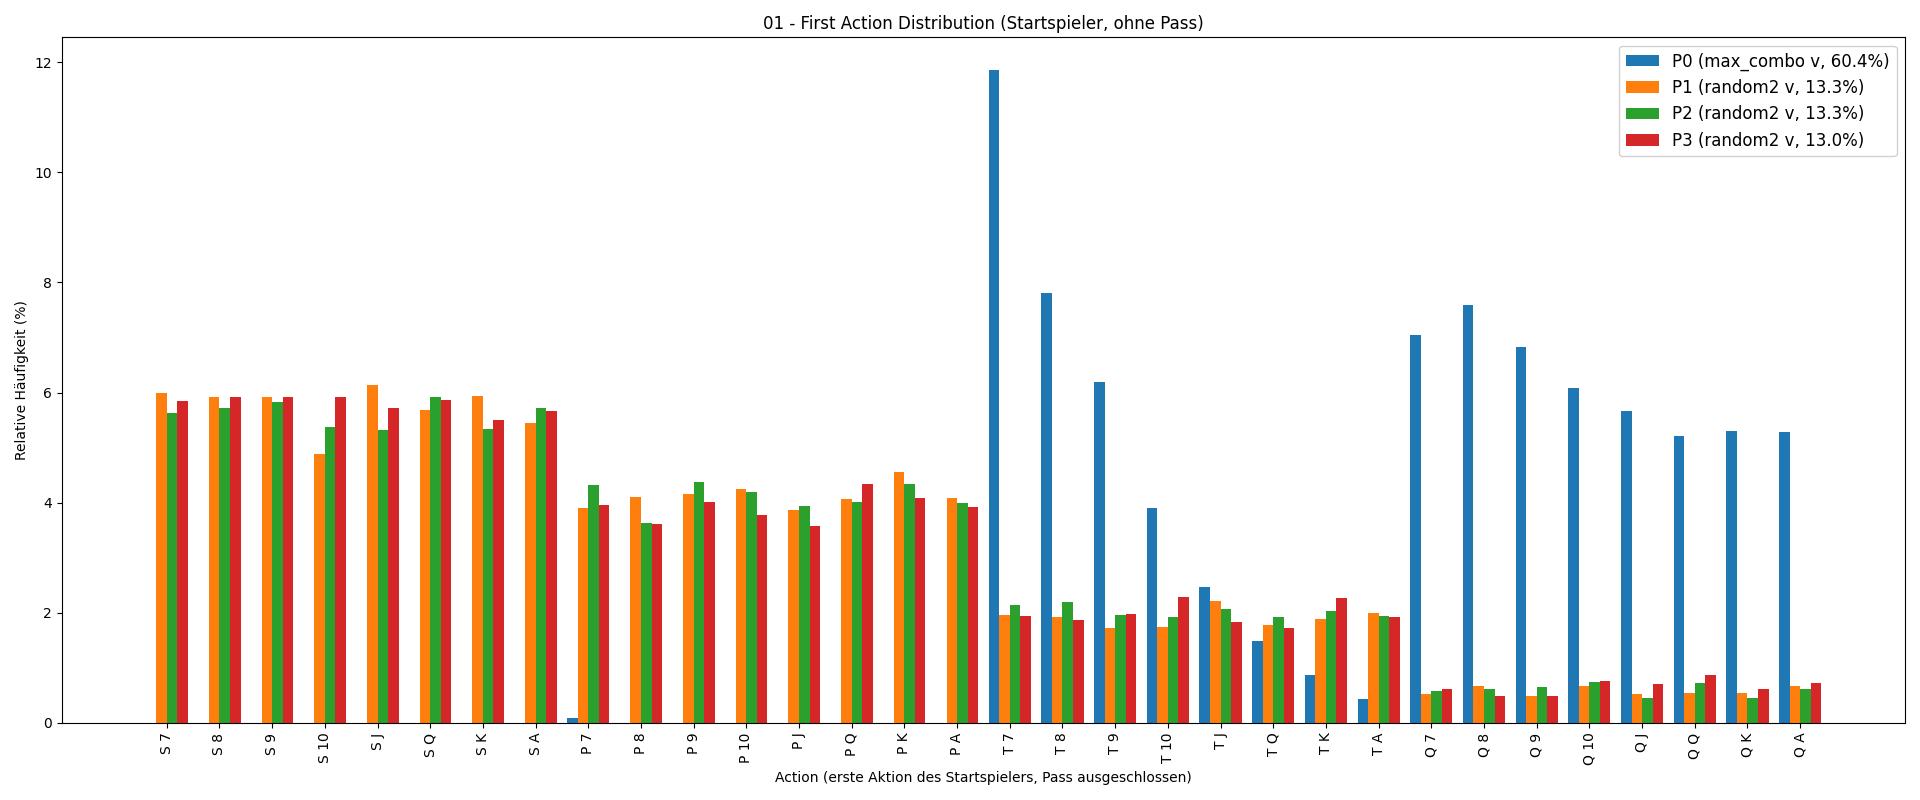 01 - First Action Distribution (Startspieler, ohne Pass)
P0 (max_combo v, 60.4%)
P1 (random2 v, 13.3%)
P2 (random2 v, 13.3%)
P3 (random2 v, 13.0%)
Relative Häufigkeit (%)
12
10
8
6
4
2
0
S 7
S 8
S 9
S 10
S J
S Q
S K
S A
P 7
P 8
P 9
P 10
P J
P Q
P K
P A
T 7
T 8
T 9
T 10
T J
T Q
T K
T A
Q 7
Q 8
Q 9
Q 10
Q J
Q Q
Q K
Q A
Action (erste Aktion des Startspielers, Pass ausgeschlossen)